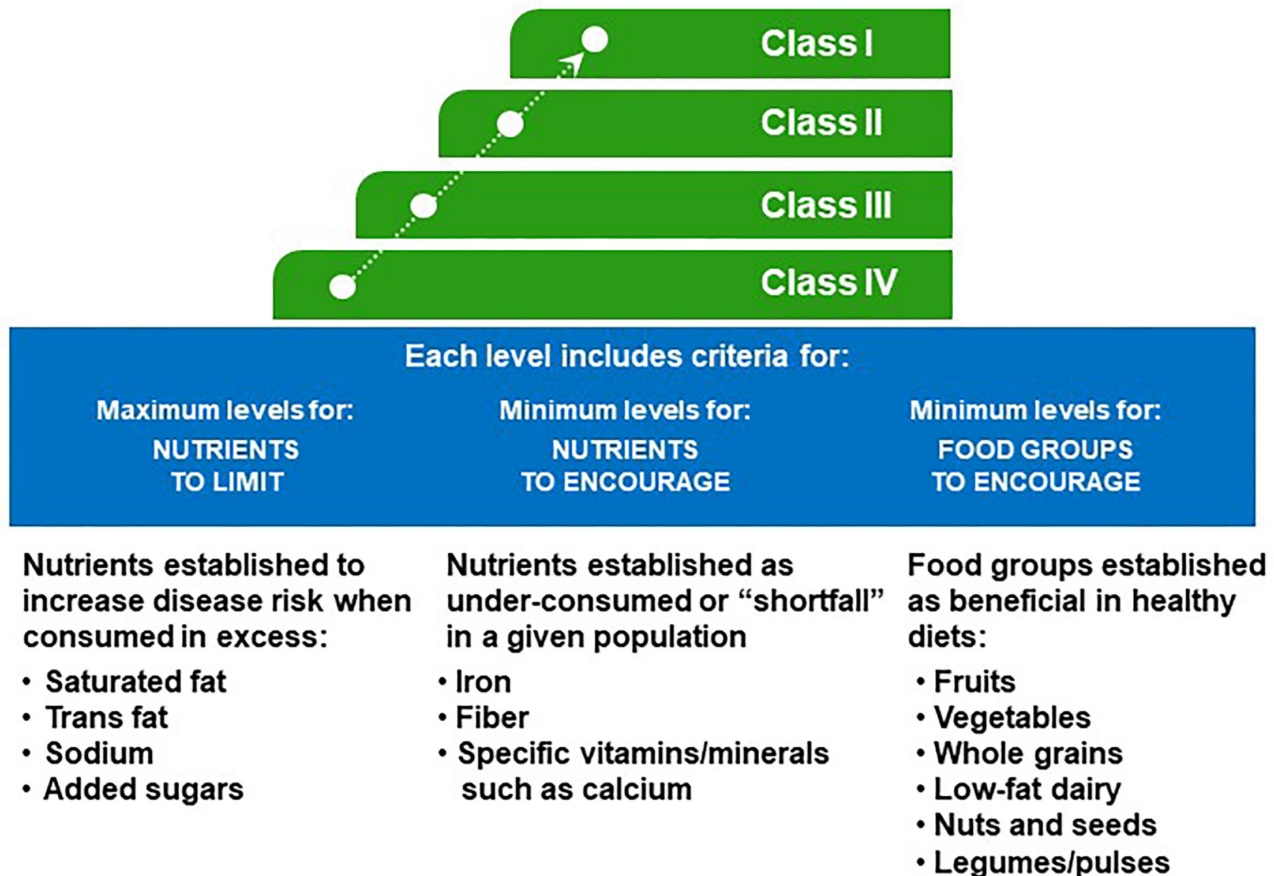 Class I
Class II
Class III
Class IV
Each level includes criteria for:
Maximum levels for:
NUTRIENTS
TO LIMIT
Minimum levels for:
NUTRIENTS
TO ENCOURAGE
Minimum levels for:
FOOD GROUPS
TO ENCOURAGE
Nutrients established to
increase disease risk when
consumed in excess:
• Saturated fat
• Trans fat
• Sodium
• Added sugars
Nutrients established as
under-consumed or “shortfall”
in a given population
• Iron
• Fiber
• Specific vitamins/minerals
such as calcium
Food groups established
as beneficial in healthy
diets:
• Fruits
• Vegetables
• Whole grains
• Low-fat dairy
• Nuts and seeds
• Legumes/pulses